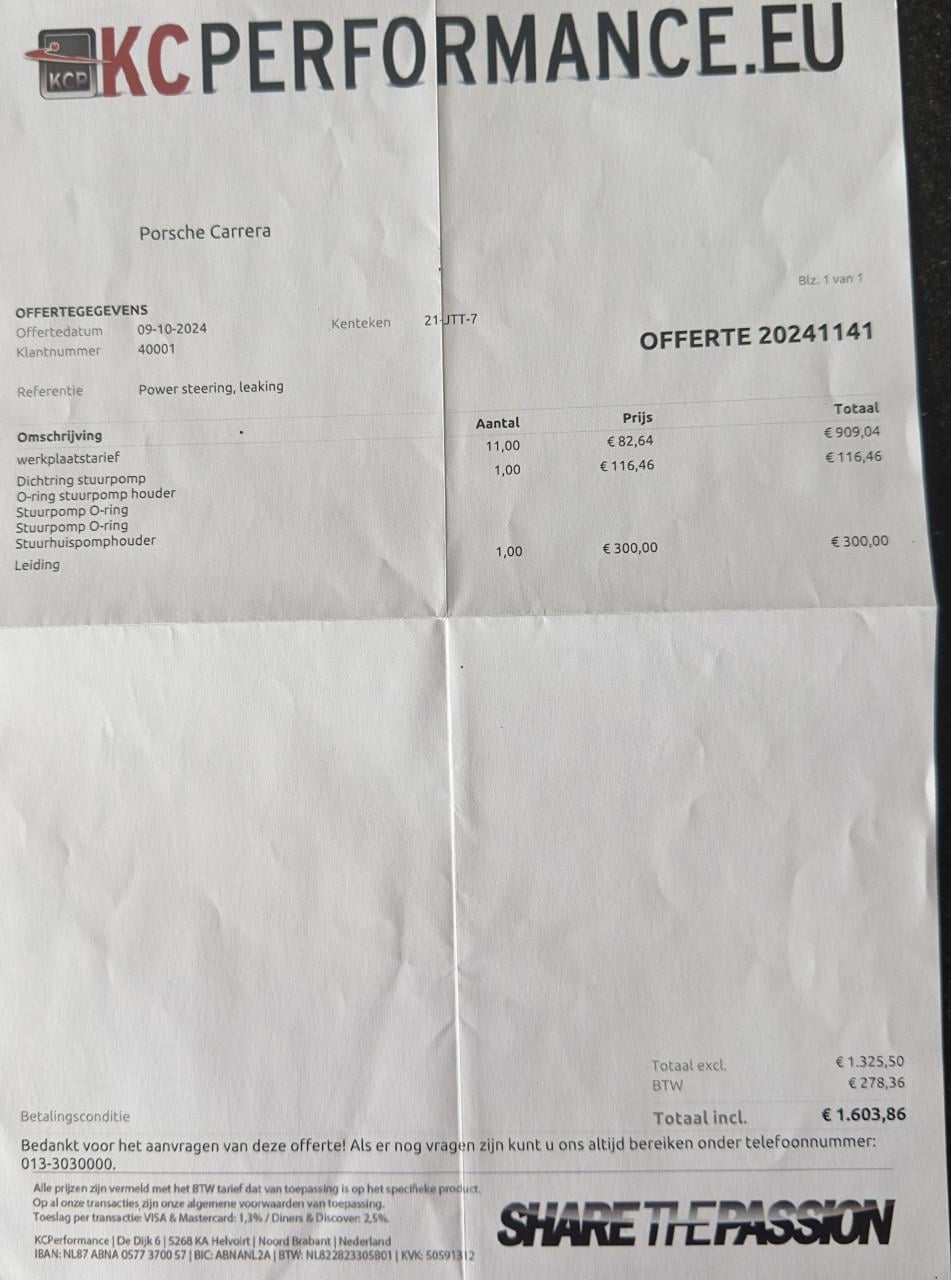 KCP KCPERFORMANCE.EU
Porsche Carrera
Blz. 1 van 1
OFFERTEGEGEVENS
Offertedatum 09-10-2024 Kenteken 21-JTT-7
Klantnummer 40001
OFFERTE 20241141
Referentie Power steering, leaking
Omschrijving Aantal Prijs Totaal
werkplaatstarief 11,00 € 82,64 € 909,04
Dichtring stuurpomp 1,00 € 116,46 € 116,46
O-ring stuurpomp houder
Stuurpomp O-ring
Stuurpomp O-ring
Stuurhuispomphouder
Leiding 1,00 € 300,00 € 300,00
Totaal excl. € 1.325,50
BTW € 278,36
Betalingsconditie Totaal incl. € 1.603,86
Bedankt voor het aanvragen van deze offerte! Als er nog vragen zijn kunt u ons altijd bereiken onder telefoonnummer:
013-3030000.
Alle prijzen zijn vermeld met het BTW tarief dat van toepassing is op het specifieke product.
Op al onze transacties zijn onze algemene voorwaarden van toepassing.
Toeslag per transactie: VISA & Mastercard: 1,3% / Diners & Discover: 2,5%.
KCPerformance | De Dijk 6 | 5268 KA Helvoirt | Noord Brabant | Nederland
IBAN: NL87 ABNA 0577 3700 57 | BIC: ABNANL2A | BTW: NL822823305B01 | KVK: 50591312
SHARE THE PASSION